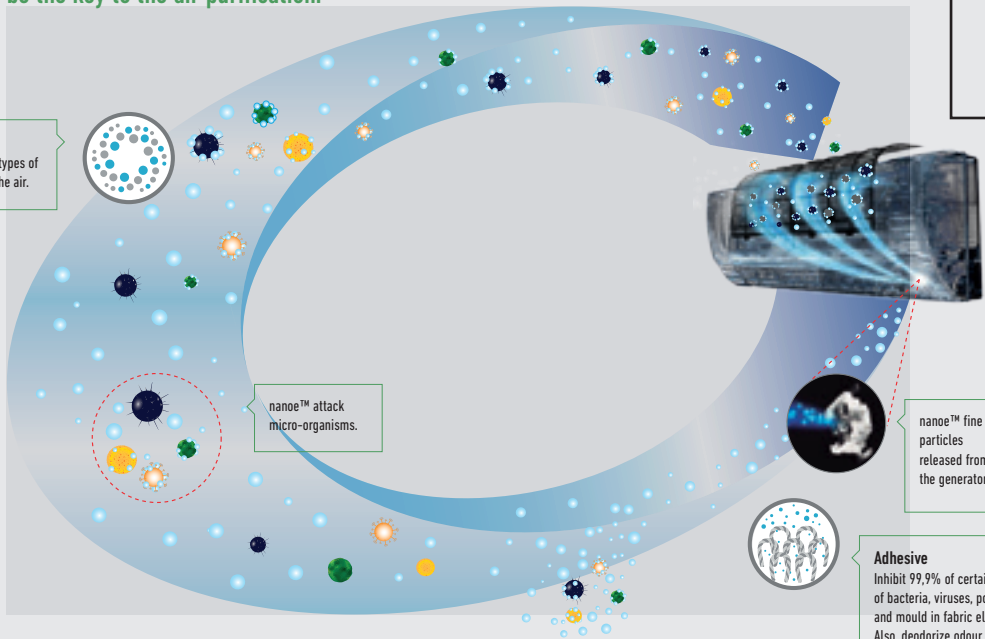 be the key to the air purification.
types of
he air.
nanoe™ attack
micro-organisms.
nanoe™ fine
particles
released from
the generator
Adhesive
Inhibit 99,9% of certai
of bacteria, viruses, po
and mould in fabric el
Also, deodorize odour